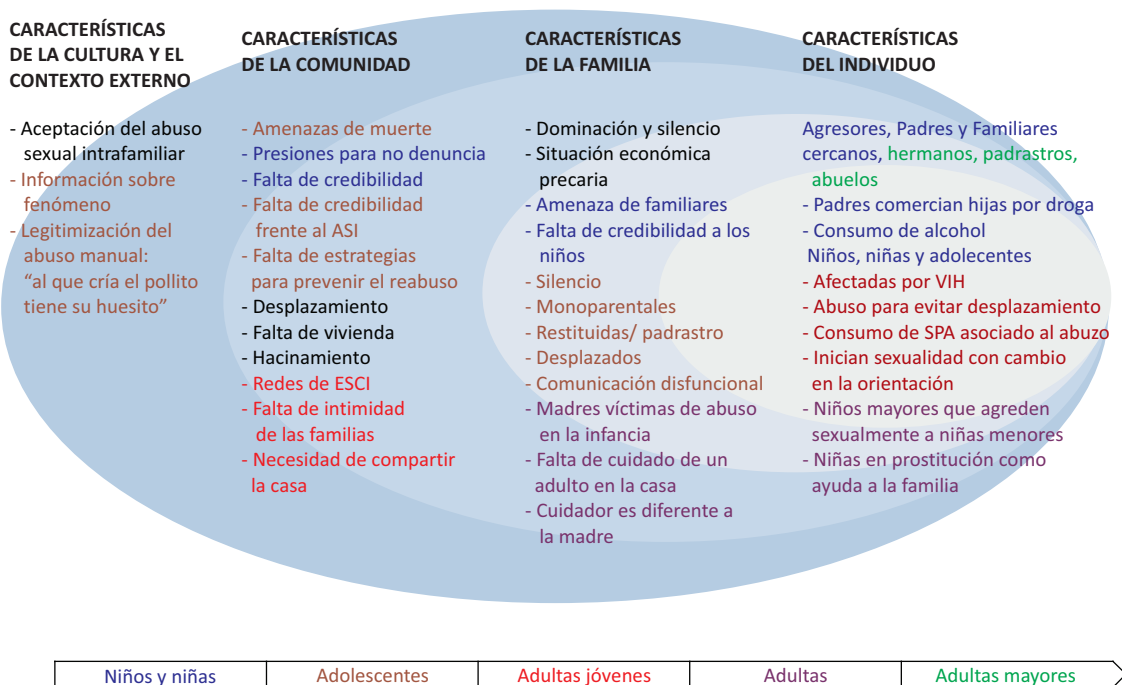 CARACTERÍSTICAS
DE LA CULTURA Y EL
CONTEXTO EXTERNO
- Aceptación del abuso
sexual intrafamiliar
- Información sobre
fenómeno
- Legitimización del
abuso manual:
“al que cría el pollito
tiene su huesito”
CARACTERÍSTICAS
DE LA COMUNIDAD
- Amenazas de muerte
- Presiones para no denuncia
- Falta de credibilidad
- Falta de credibilidad
frente al ASI
- Falta de estrategias
para prevenir el reabuso
- Desplazamiento
- Falta de vivienda
- Hacinamiento
- Redes de ESCI
- Falta de intimidad
de las familias
- Necesidad de compartir
la casa
CARACTERÍSTICAS
DE LA FAMILIA
- Dominación y silencio
- Situación económica
precaria
- Amenaza de familiares
- Falta de credibilidad a los
niños
- Silencio
- Monoparentales
- Restituidas/ padrastro
- Desplazados
- Comunicación disfuncional
- Madres víctimas de abuso
en la infancia
- Falta de cuidado de un
adulto en la casa
- Cuidador es diferente a
la madre
CARACTERÍSTICAS
DEL INDIVIDUO
Agresores, Padres y Familiares
cercanos, hermanos, padrastros,
abuelos
- Padres comercian hijas por droga
- Consumo de alcohol
Niños, niñas y adolecentes
- Afectadas por VIH
- Abuso para evitar desplazamiento
- Consumo de SPA asociado al abuzo
- Inician sexualidad con cambio
en la orientación
- Niños mayores que agreden
sexualmente a niñas menores
- Niñas en prostitución como
ayuda a la familia
Niños y niñas
Adolescentes
Adultas jóvenes
Adultas
Adultas mayores